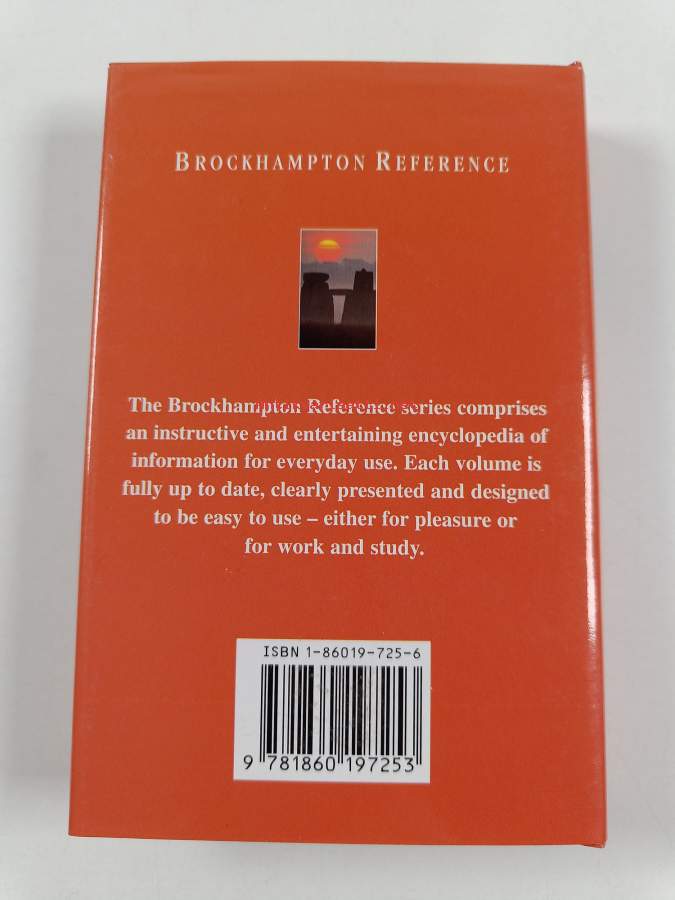 BROCKHAMPTON REFERENCE
The Brockhampton Reference series comprises
an instructive and entertaining encyclopedia of
information for everyday use. Each volume is
fully up to date, clearly presented and designed
to be easy to use – either for pleasure or
for work and study.
ISBN 1-86019-725-6
9 781860 197253